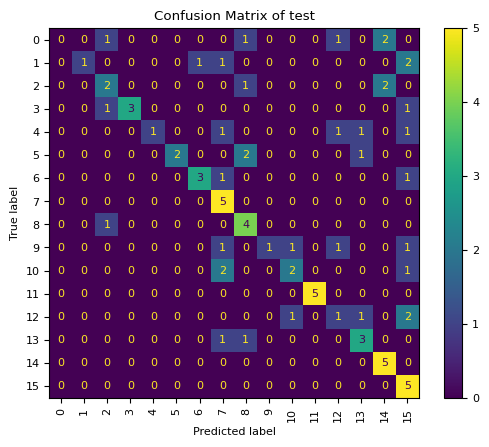 Confusion Matrix of test
0 0 0 1 0 0 0 0 0 1 0 0 0 1 0 2 0
1 0 1 0 0 0 0 1 1 0 0 0 0 0 0 0 2
2 0 0 2 0 0 0 0 0 1 0 0 0 0 0 2 0
3 0 0 1 3 0 0 0 0 0 0 0 0 0 0 0 1
4 0 0 0 0 1 0 0 1 0 0 0 0 1 1 0 1
5 0 0 0 0 0 2 0 0 2 0 0 0 0 1 0 0
6 0 0 0 0 0 0 3 1 0 0 0 0 0 0 0 1
7 0 0 0 0 0 0 0 5 0 0 0 0 0 0 0 0
8 0 0 1 0 0 0 0 0 4 0 0 0 0 0 0 0
9 0 0 0 0 0 0 0 1 0 1 1 0 1 0 0 1
10 0 0 0 0 0 0 0 2 0 0 2 0 0 0 0 1
11 0 0 0 0 0 0 0 0 0 0 0 5 0 0 0 0
12 0 0 0 0 0 0 0 0 0 0 1 0 1 1 0 2
13 0 0 0 0 0 0 0 1 1 0 0 0 0 3 0 0
14 0 0 0 0 0 0 0 0 0 0 0 0 0 0 5 0
15 0 0 0 0 0 0 0 0 0 0 0 0 0 0 0 5
0 1 2 3 4 5 6 7 8 9 10 11 12 13 14 15
Predicted label
True label
5
4
3
2
1
0